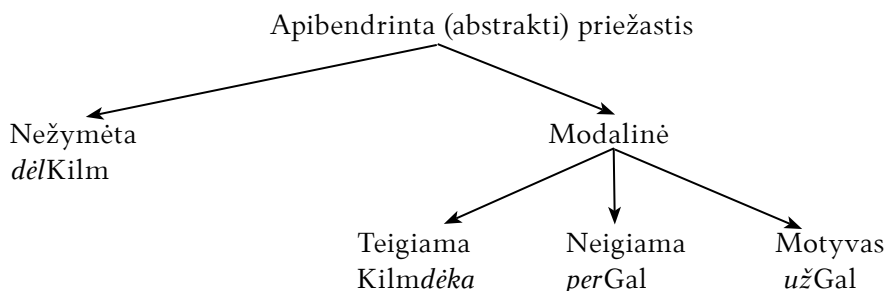 Apibendrinta (abstrakti) priežastis
Nežymėta
dėlKilm
Modalinė
Teigiama
Kilmdėka
Neigiama
perGal
Motyvas
užGal